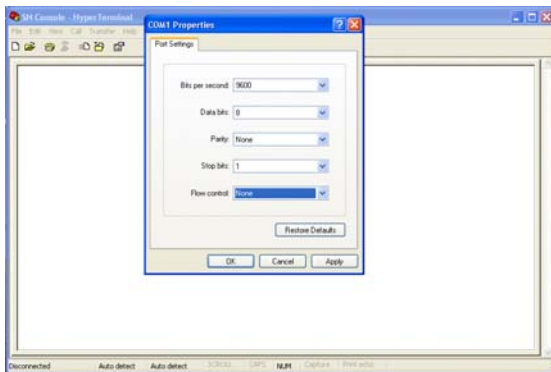 SH Console - HyperTerminal
File Edit View Call Transfer Help
COM1 Properties
Port Settings
Bits per second: 9600
Data bits: 8
Parity: None
Stop bits: 1
Flow control: None
Restore Defaults
OK Cancel Apply
Disconnected Auto detect Auto detect SCROLL CAPS NUM Capture Print echo